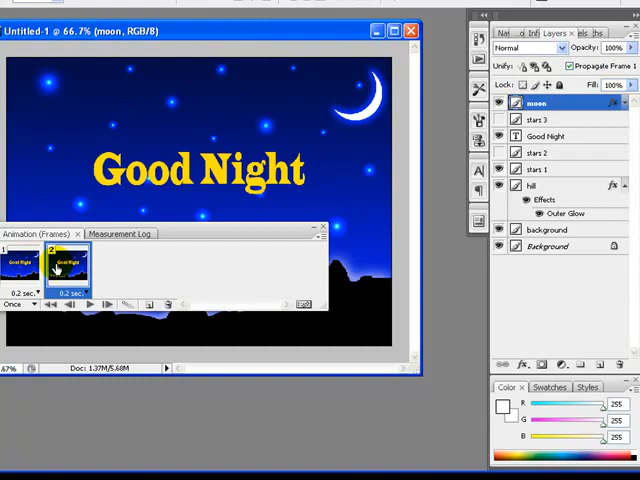 Untitled-1 @ 66.7% (moon, RGB/8)
Good Night
Animation (Frames) × Measurement Log
1
2
Good Night
Good Night
0.2 sec.
0.2 sec.
Once
.67%
Doc: 1.37M/5.68M
Layers ×
Normal
Opacity: 100%
Unify:
Propagate Frame 1
Lock:
Fill: 100%
moon
fx
stars 3
T Good Night
stars 2
stars 1
hill
fx
Effects
Outer Glow
background
Background
Color × Swatches Styles
R 255
G 255
B 255